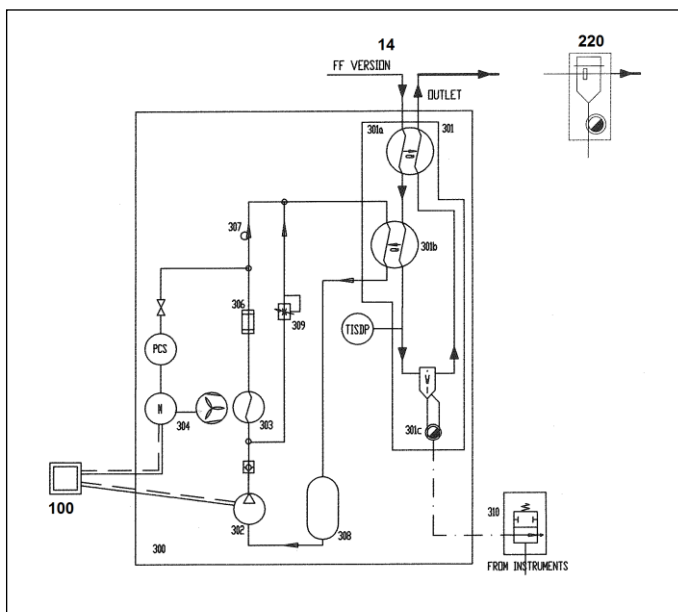 14
220
FF VERSION
OUTLET
301a
301
307
301b
306
309
TISDP
PCS
M
304
303
V
301c
100
302
308
310
300
FROM INSTRUMENTS